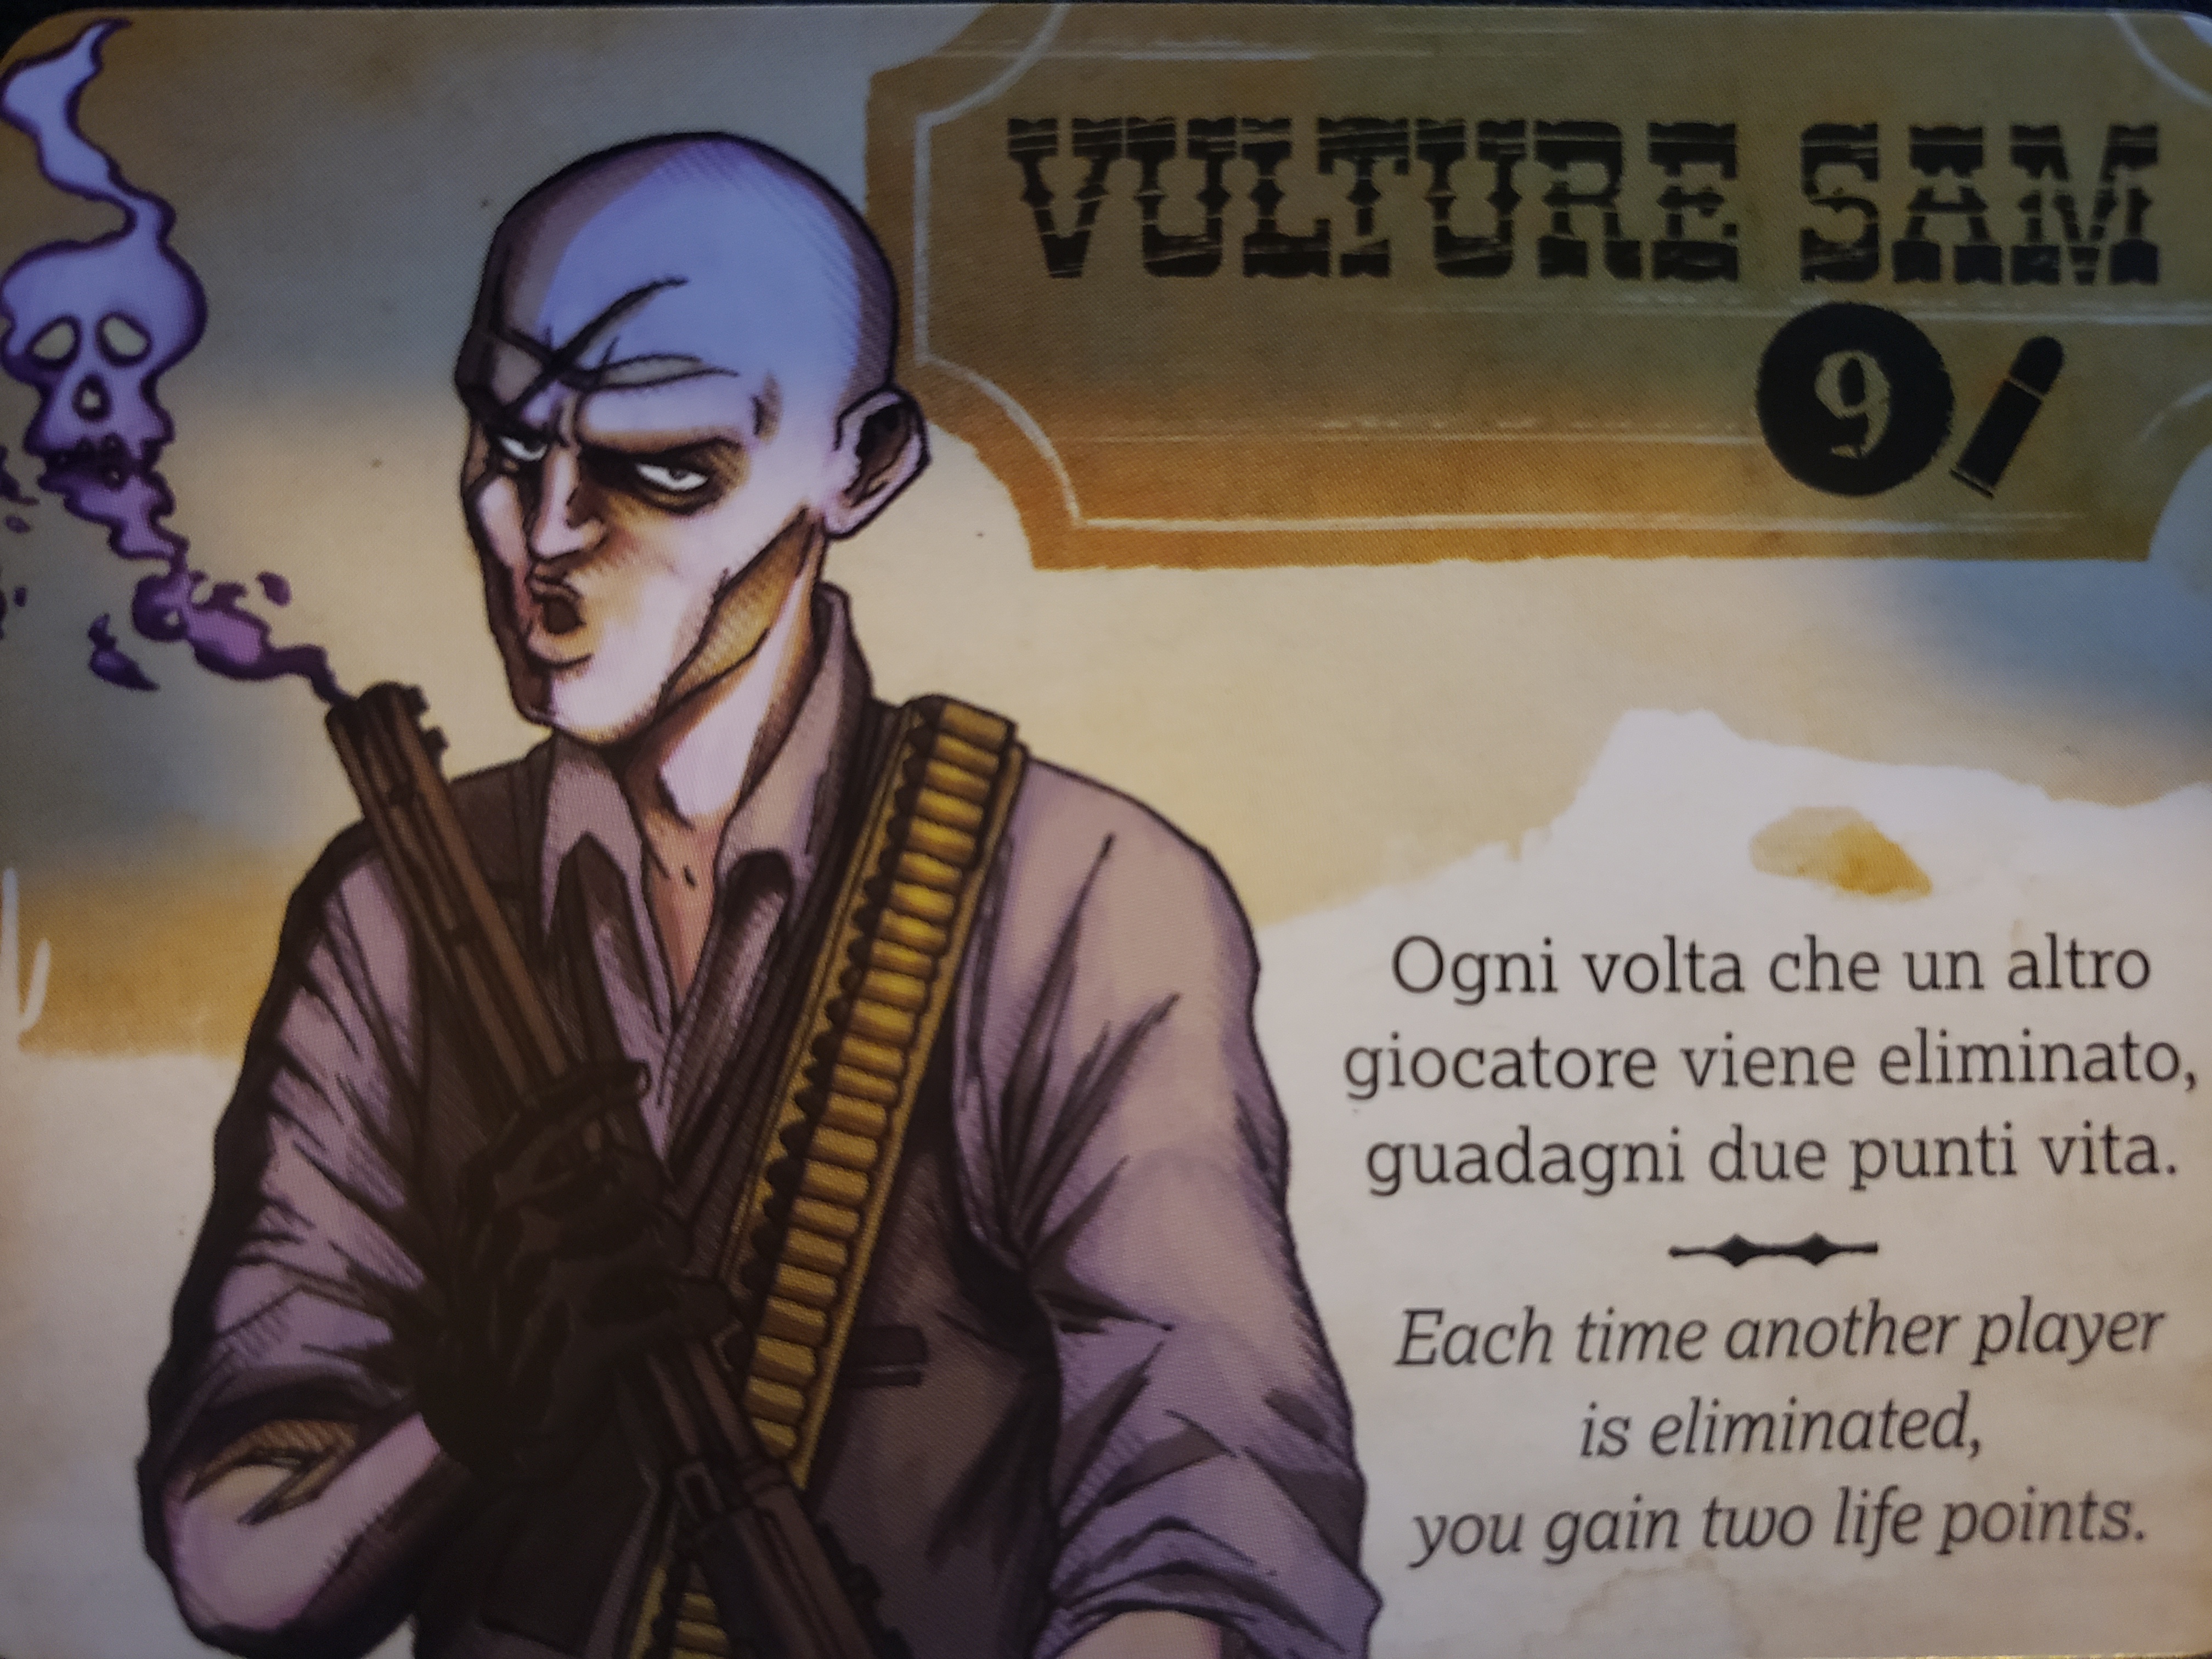 VULTURE SAM
9
Ogni volta che un altro
giocatore viene eliminato,
guadagni due punti vita.
Each time another player
is eliminated,
you gain two life points.